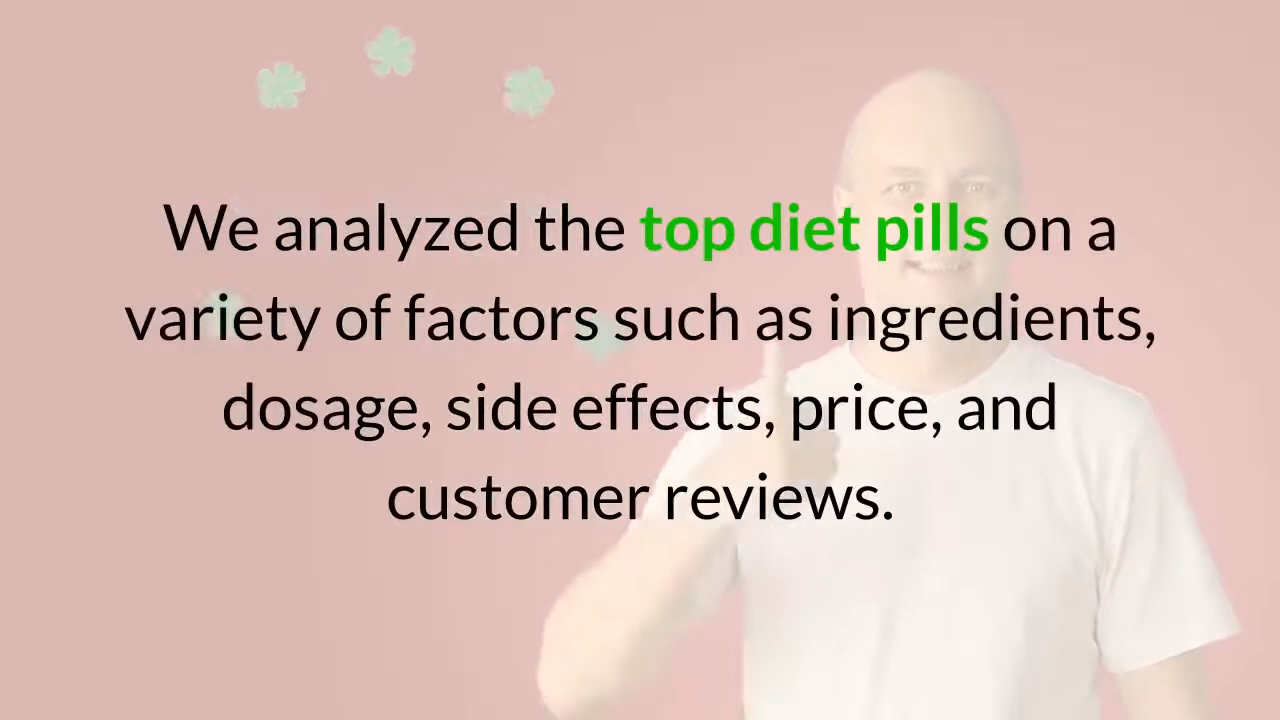 We analyzed the top diet pills on a
variety of factors such as ingredients,
dosage, side effects, price, and
customer reviews.